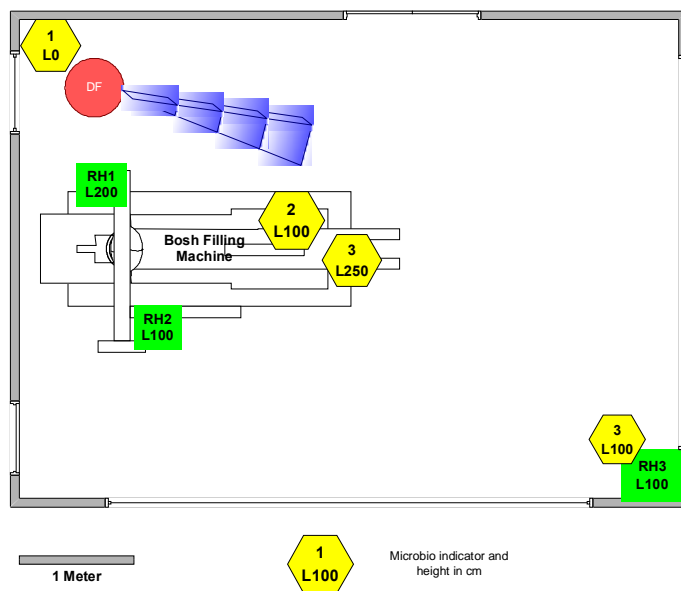 1
L0
DF
RH1
L200
2
L100
Bosh Filling
Machine
3
L250
RH2
L100
3
L100
RH3
L100
1 Meter
1
L100
Microbio indicator and
height in cm